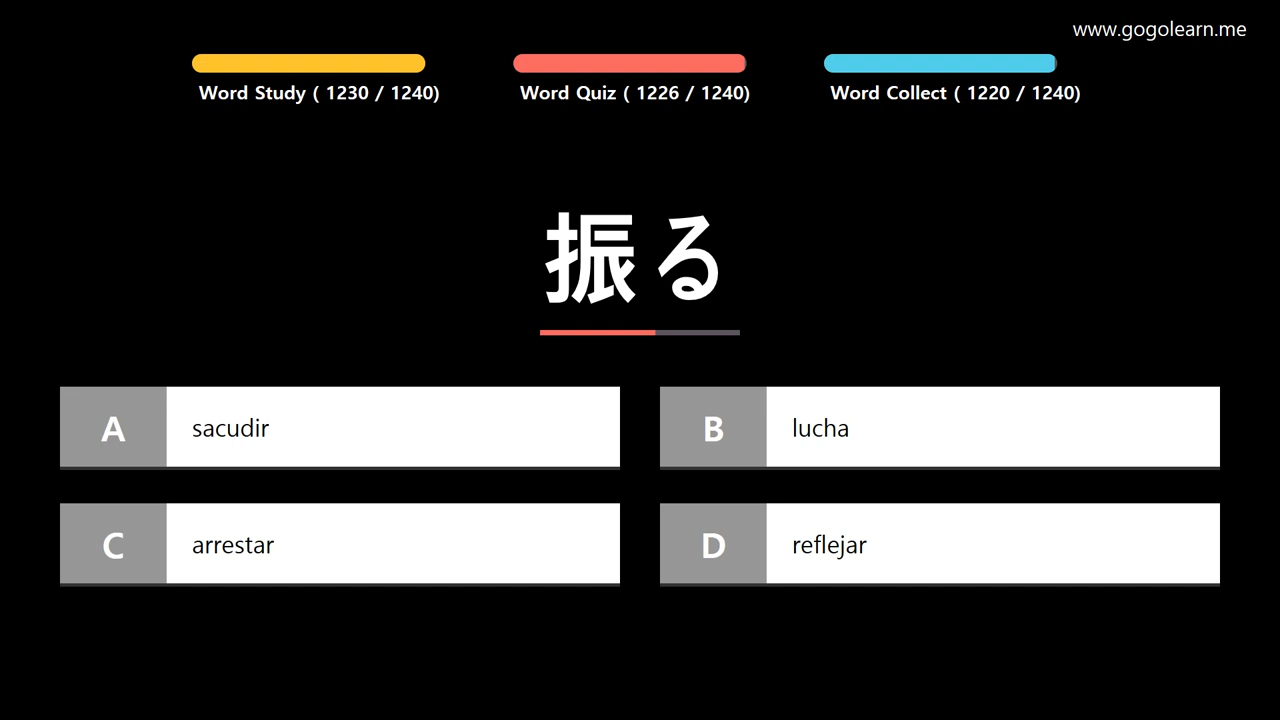 www.gogolearn.me
Word Study ( 1230 / 1240)
Word Quiz ( 1226 / 1240)
Word Collect ( 1220 / 1240)
振る
A sacudir
B lucha
C arrestar
D reflejar